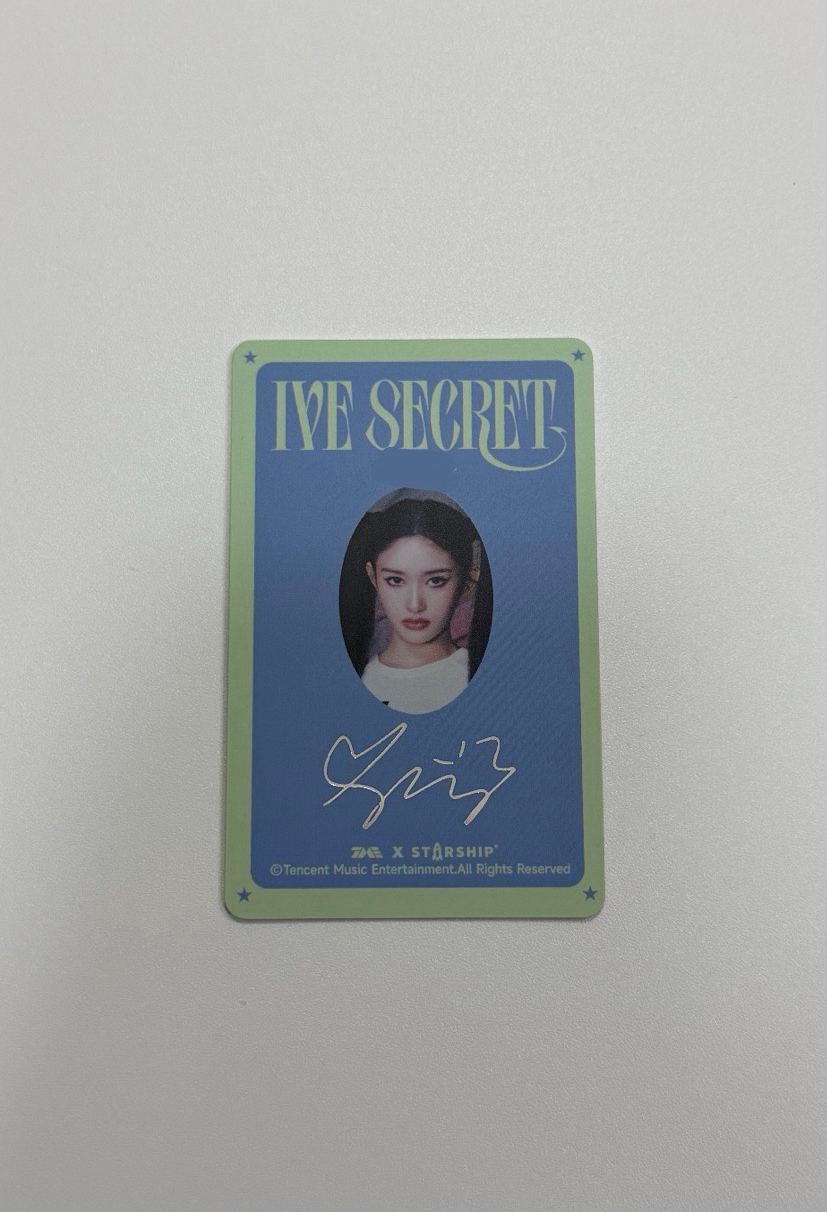 IVE SECRET
TME X STARSHIP
©Tencent Music Entertainment.All Rights Reserved